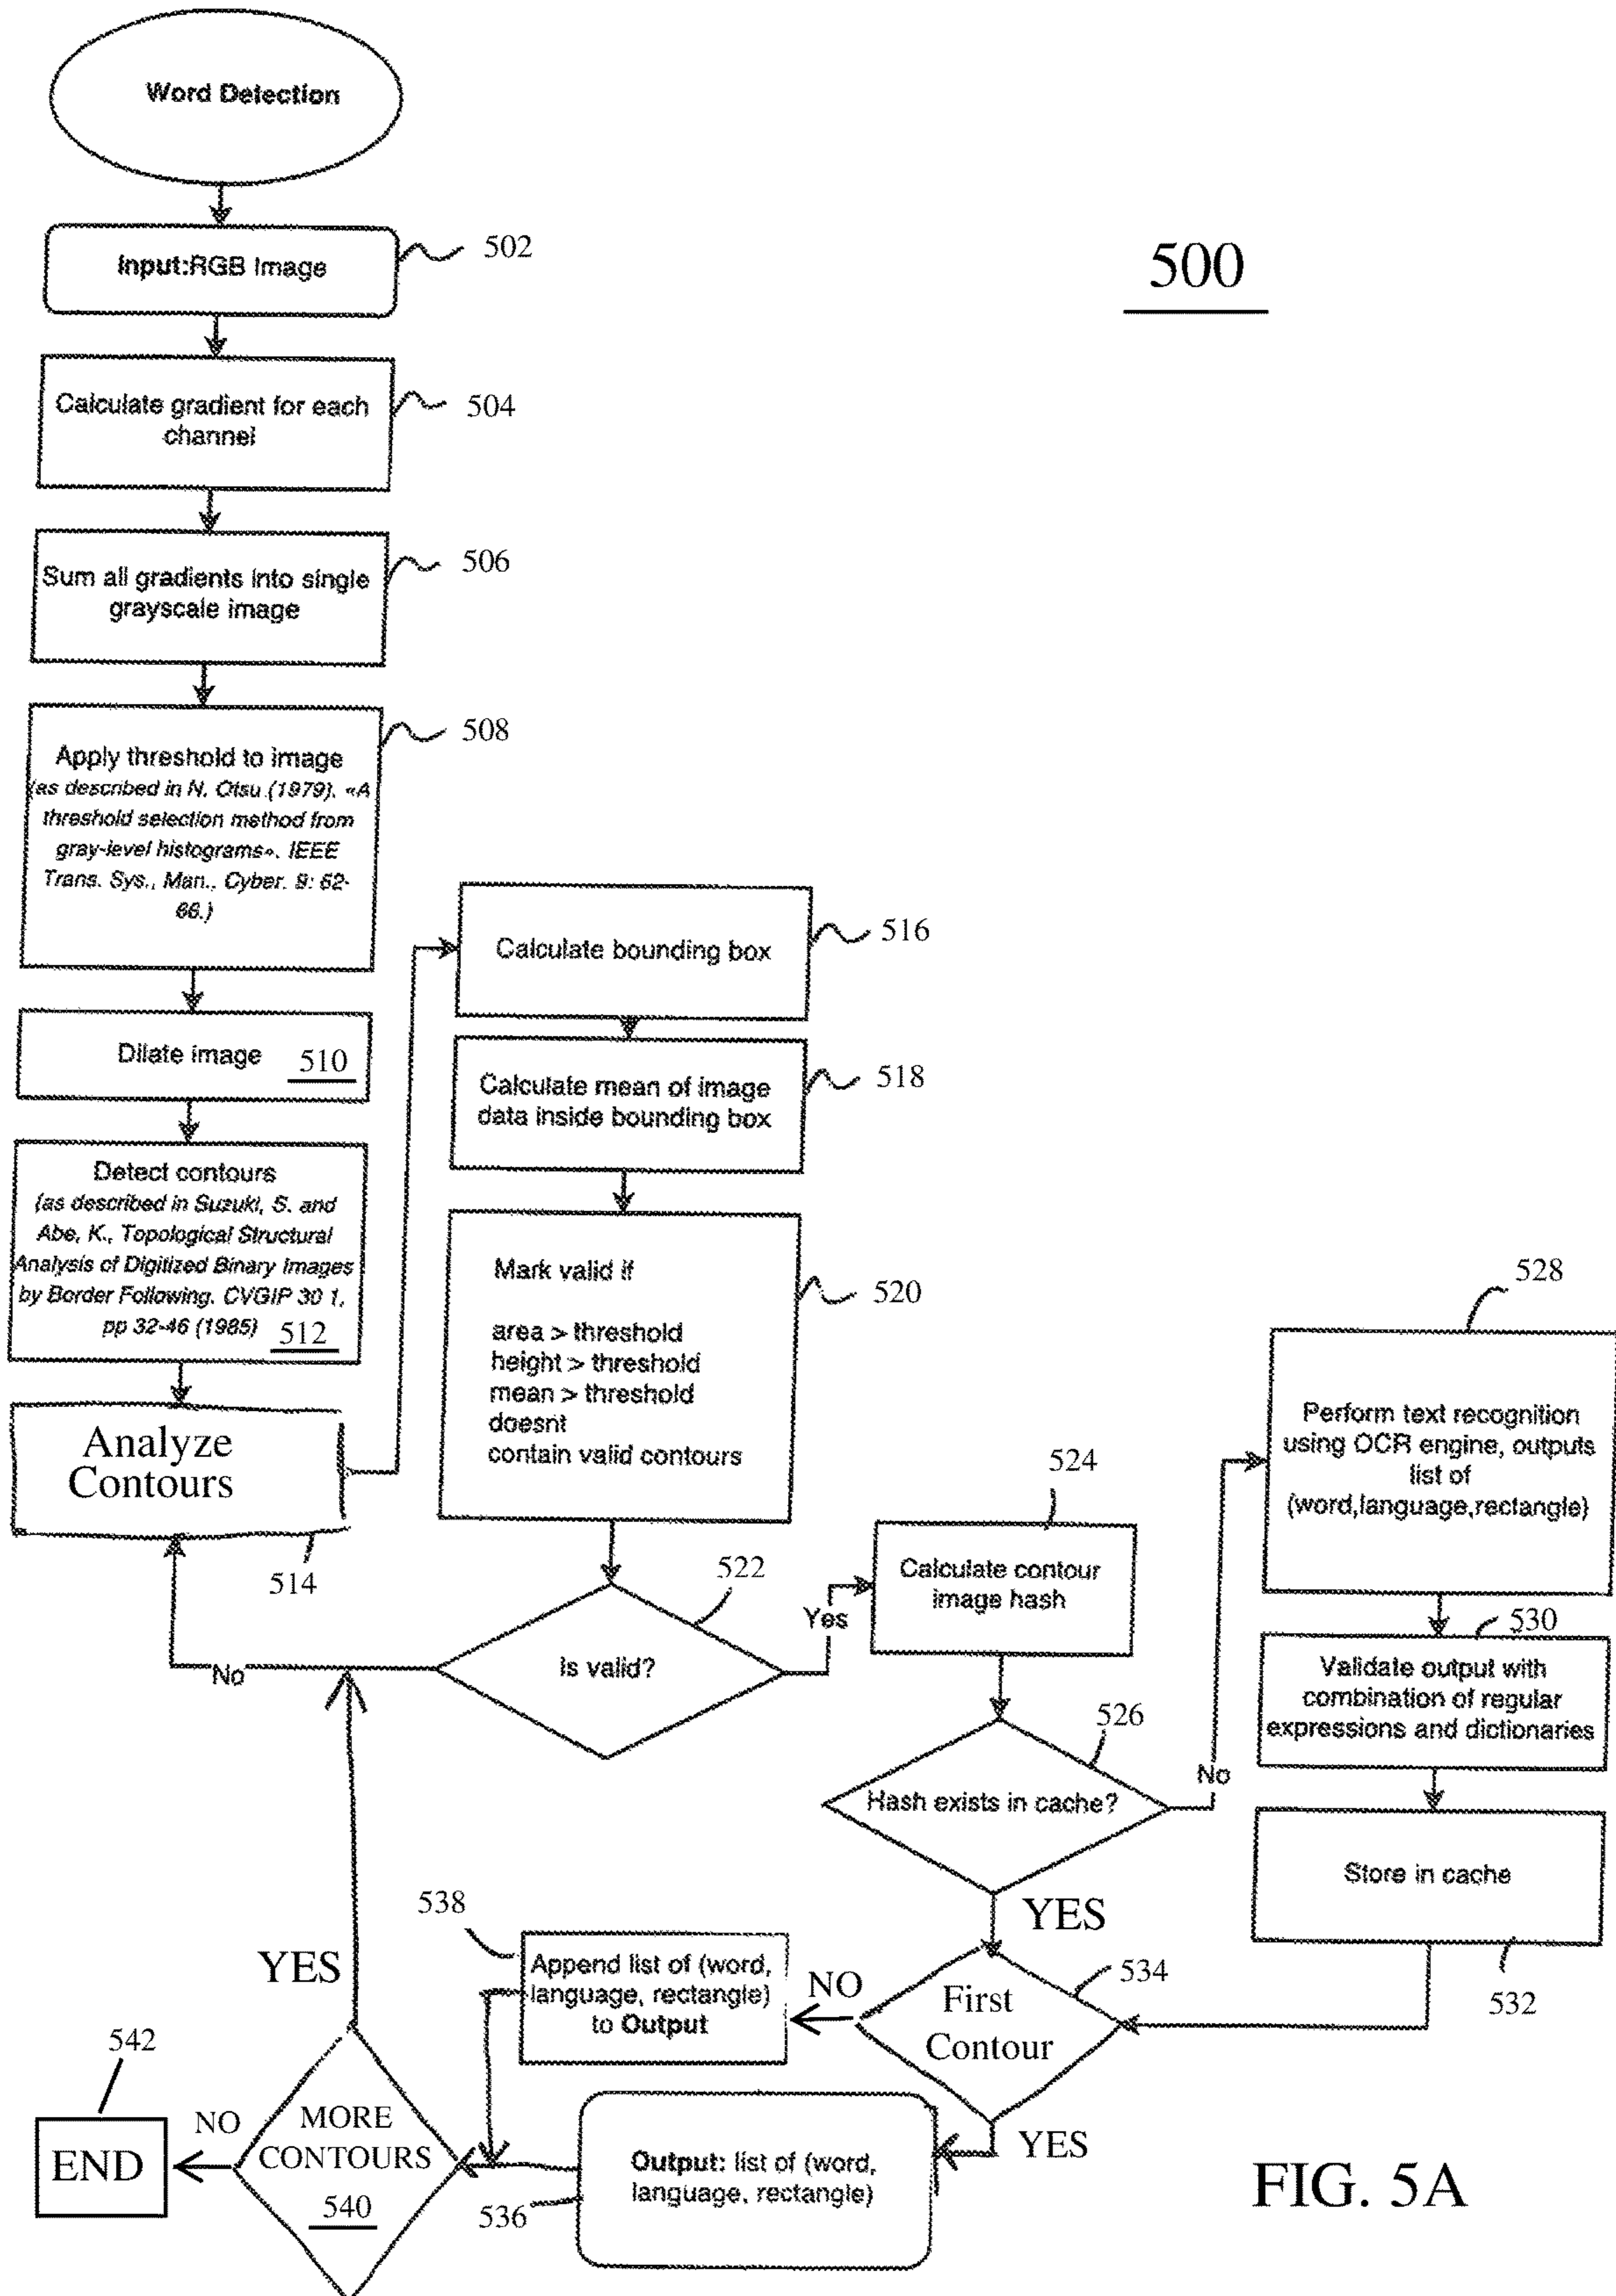 Word Detection
500
Input:RGB Image
502
Calculate gradient for each
channel
504
Sum all gradients into single
grayscale image
506
Apply threshold to image
(as described in N. Otsu (1979). «A
threshold selection method from
gray-level histograms». IEEE
Trans. Sys., Man., Cyber. 9: 62-
66.)
508
Dilate image
510
Detect contours
(as described in Suzuki, S. and
Abe, K., Topological Structural
Analysis of Digitized Binary Images
by Border Following. CVGIP 30 1,
pp 32-46 (1985)
512
Analyze
Contours
514
Calculate bounding box
516
Calculate mean of image
data inside bounding box
518
Mark valid if
area > threshold
height > threshold
mean > threshold
doesnt
contain valid contours
520
Is valid?
522
No
Yes
Calculate contour
image hash
524
Hash exists in cache?
526
No
YES
Perform text recognition
using OCR engine, outputs
list of
(word,language,rectangle)
528
Validate output with
combination of regular
expressions and dictionaries
530
Store in cache
532
First
Contour
534
NO
YES
Append list of (word,
language, rectangle)
to Output
538
Output: list of (word,
language, rectangle)
536
MORE
CONTOURS
540
YES
NO
END
542
FIG. 5A